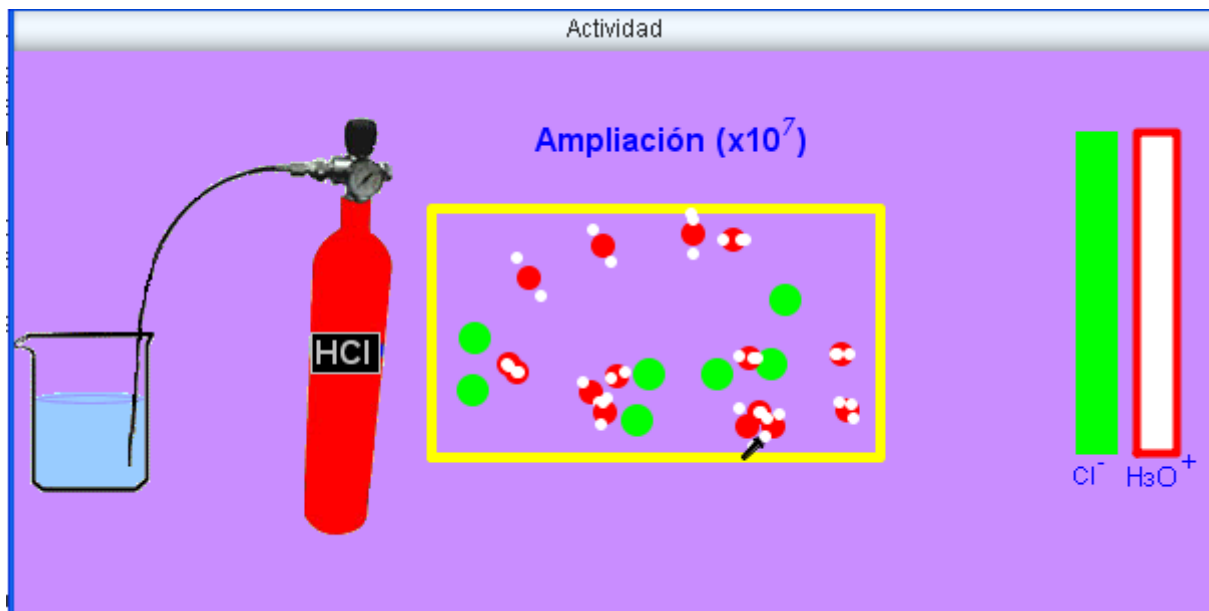 Actividad
Ampliación (x10⁷)
HCl
Cl⁻ H₃O⁺